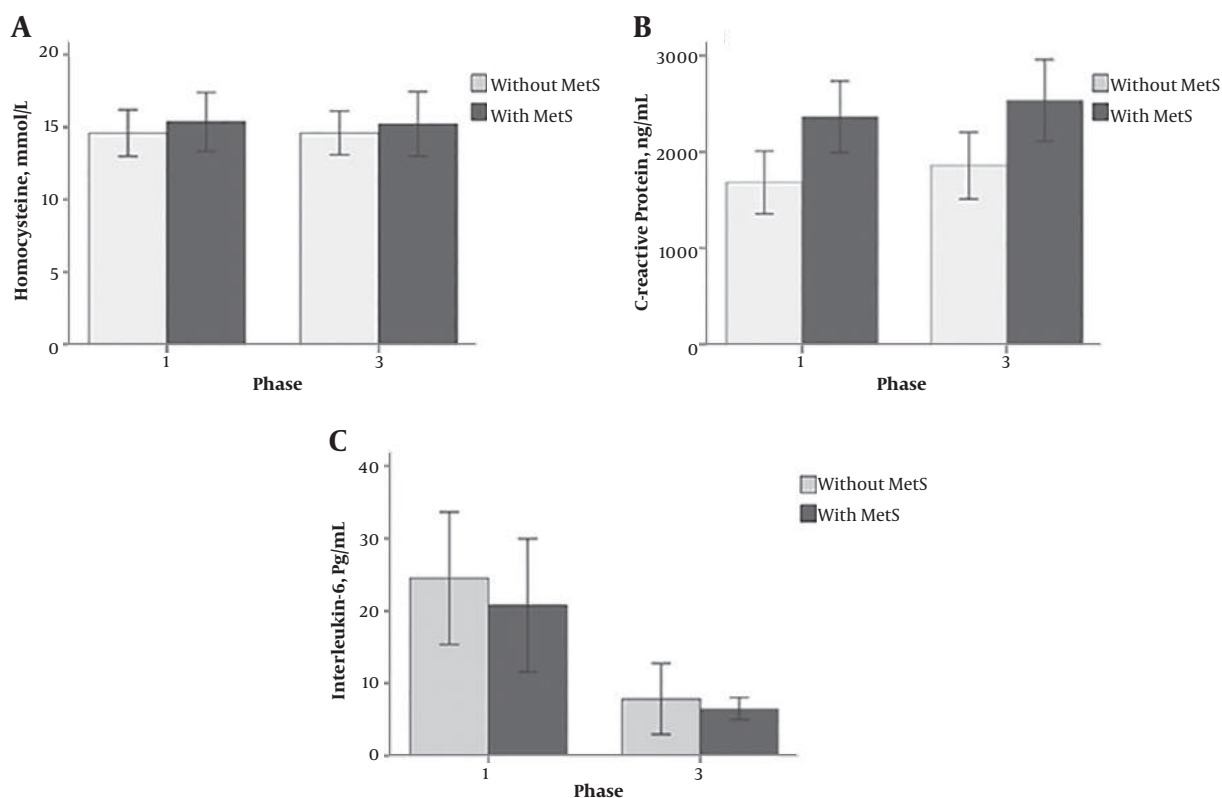 A
Homocysteine, mmol/L
20
15
10
5
0
1
3
Phase
Without MetS
With MetS
B
C-reactive Protein, ng/mL
3000
2000
1000
0
1
3
Phase
Without MetS
With MetS
C
Interleukin-6, Pg/mL
40
30
20
10
0
1
3
Phase
Without MetS
With MetS